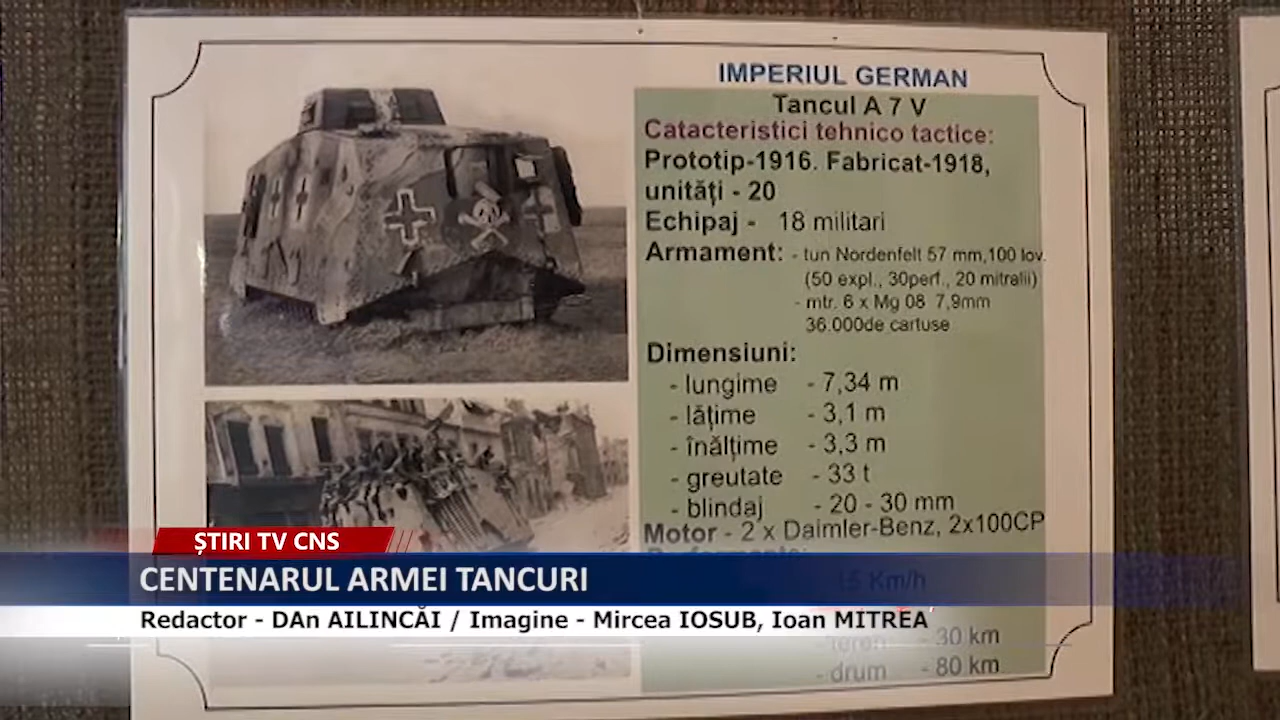 IMPERIUL GERMAN
Tancul A 7 V
Catacteristici tehnico tactice:
Prototip-1916. Fabricat-1918,
unități - 20
Echipaj - 18 militari
Armament: - tun Nordenfelt 57 mm,100 lov.
(50 expl., 30perf., 20 mitralii)
- mtr. 6 x Mg 08 7,9mm
36.000de cartuse
Dimensiuni:
- lungime - 7,34 m
- lățime - 3,1 m
- înălțime - 3,3 m
- greutate - 33 t
- blindaj - 20 - 30 mm
Motor - 2 x Daimler-Benz, 2x100CP
ȘTIRI TV CNS
CENTENARUL ARMEI TANCURI
15 Km/h
Redactor - DAn AILINCĂI / Imagine - Mircea IOSUB, Ioan MITREA
- teren - 30 km
- drum - 80 km